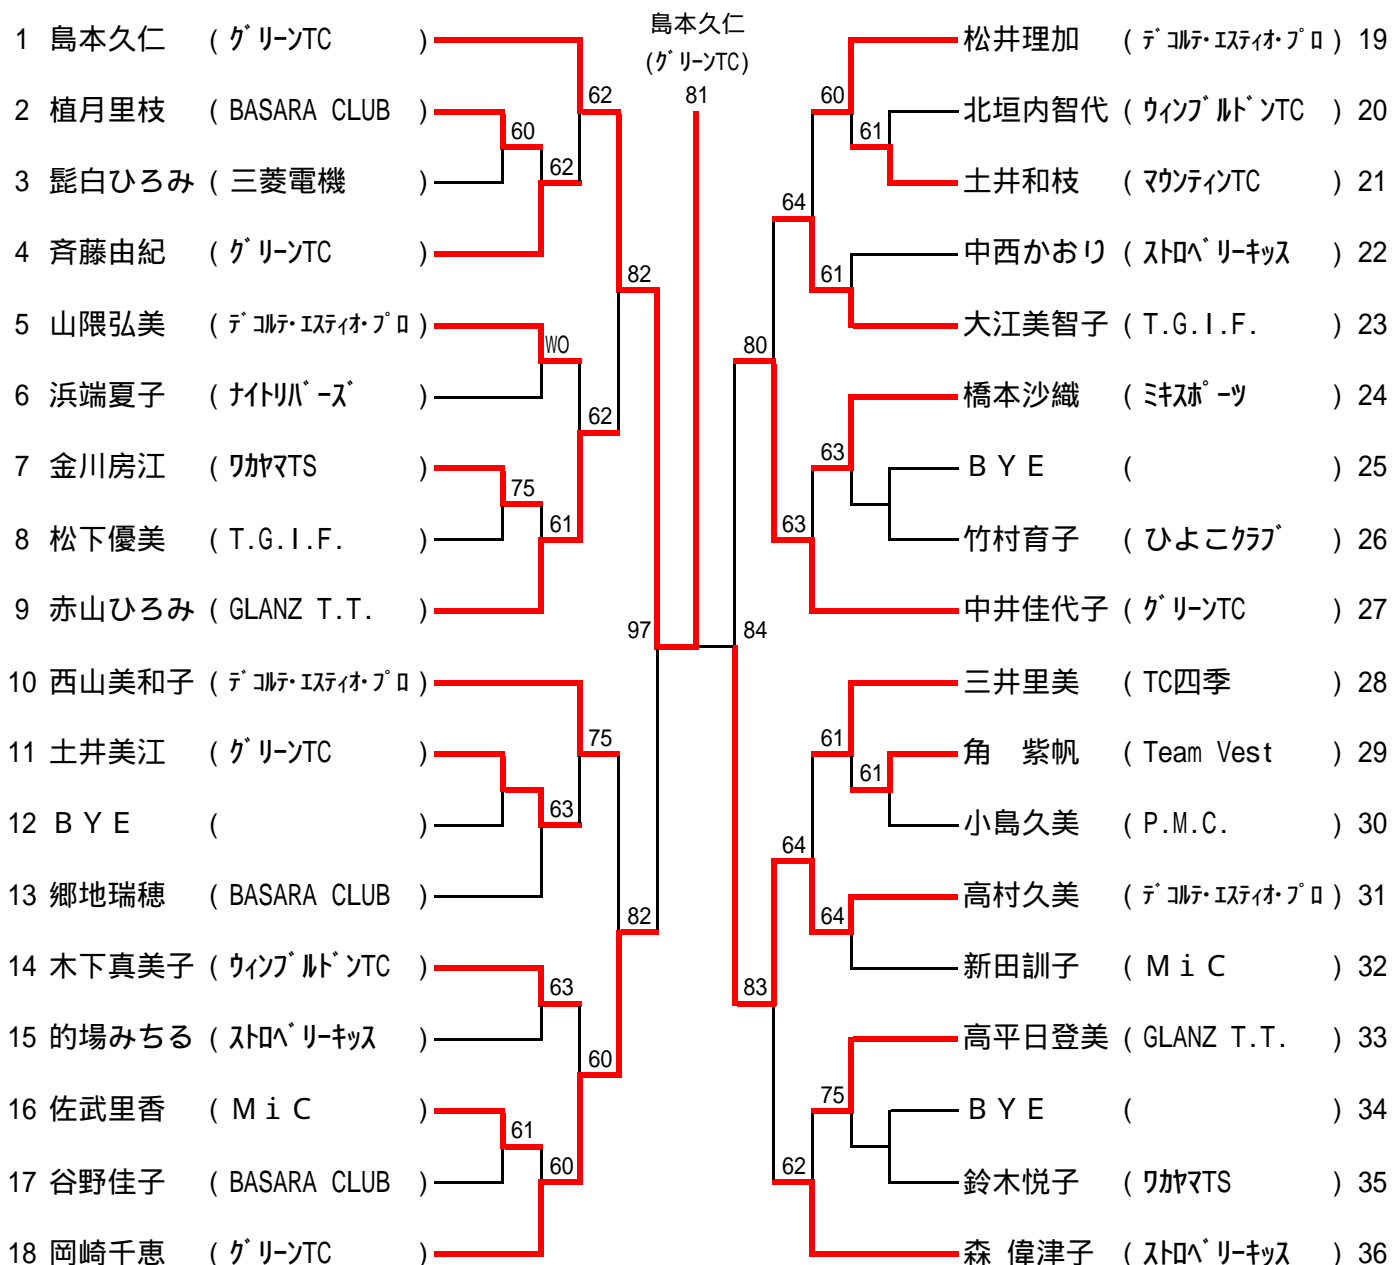 島本久仁
(グリーンTC)
81
1 島本久仁 (グリーンTC)
62
2 植月里枝 (BASARA CLUB)
60
3 髭白ひろみ (三菱電機)
62
4 斉藤由紀 (グリーンTC)
82
5 山隈弘美 (デコルテ・エスティオ・プロ)
WO
6 浜端夏子 (ナイトリバーズ)
62
7 金川房江 (ワカヤマTS)
75
8 松下優美 (T.G.I.F.)
61
9 赤山ひろみ (GLANZ T.T.)
97
10 西山美和子 (デコルテ・エスティオ・プロ)
75
11 土井美江 (グリーンTC)
63
12 BYE ( )
13 郷地瑞穂 (BASARA CLUB)
82
14 木下真美子 (ウィンブルドンTC)
63
15 的場みちる (ストロベリーキッス)
60
16 佐武里香 (MiC)
61
17 谷野佳子 (BASARA CLUB)
60
18 岡崎千恵 (グリーンTC)
松井理加 (デコルテ・エスティオ・プロ) 19
60
北垣内智代 (ウィンブルドンTC) 20
61
土井和枝 (マウンティンTC) 21
64
中西かおり (ストロベリーキッス) 22
61
大江美智子 (T.G.I.F.) 23
80
橋本沙織 (ミキスポーツ) 24
63
BYE ( ) 25
63
竹村育子 (ひよこクラブ) 26
中井佳代子 (グリーンTC) 27
84
三井里美 (TC四季) 28
61
角 紫帆 (Team Vest) 29
61
小島久美 (P.M.C.) 30
64
高村久美 (デコルテ・エスティオ・プロ) 31
64
新田訓子 (MiC) 32
83
高平日登美 (GLANZ T.T.) 33
75
BYE ( ) 34
62
鈴木悦子 (ワカヤマTS) 35
森 偉津子 (ストロベリーキッス) 36